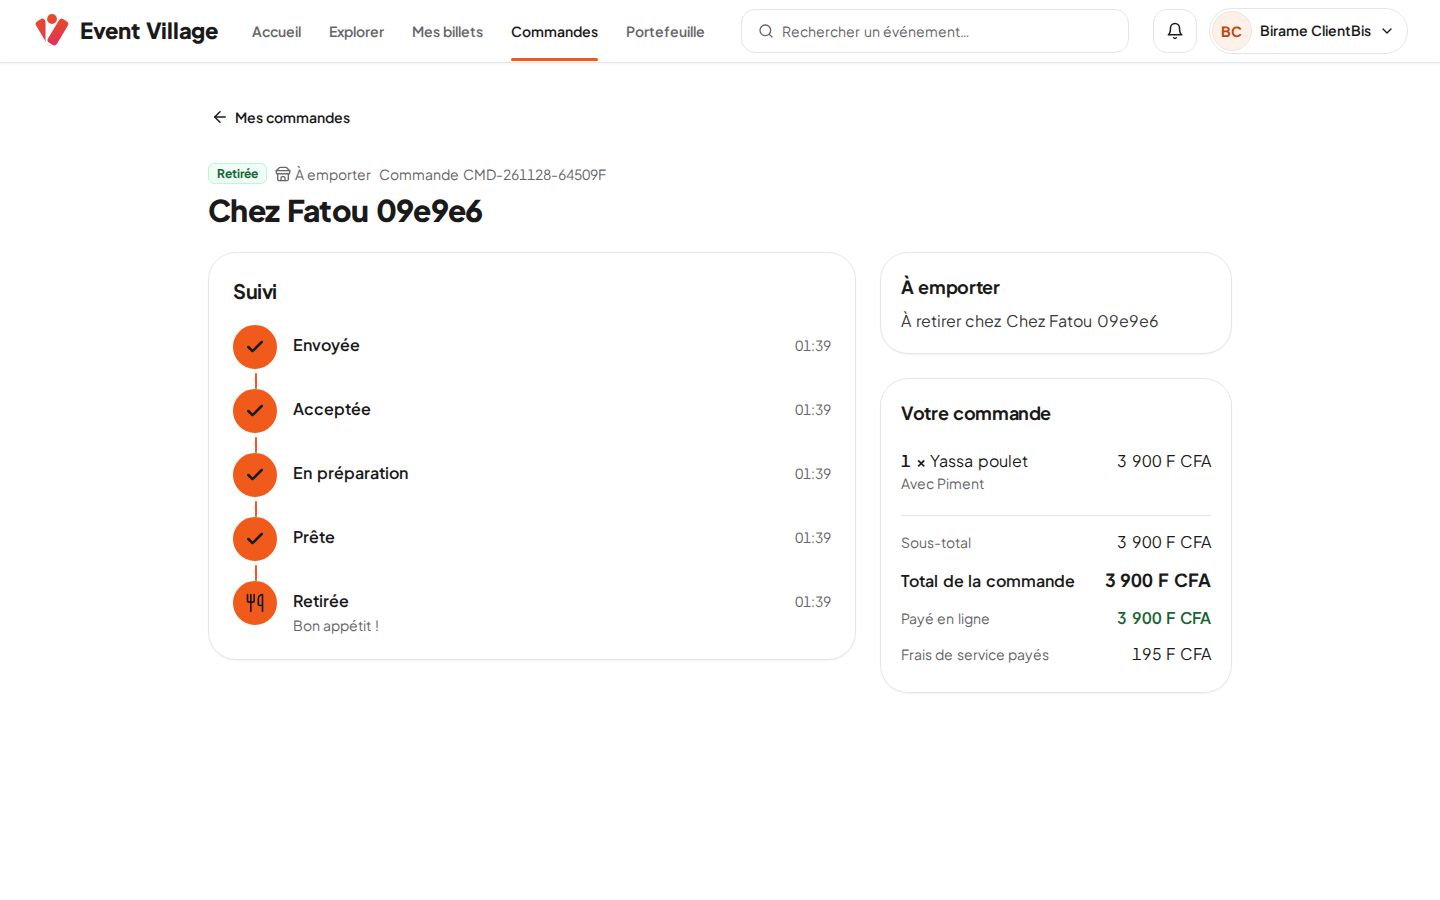 Event Village
Accueil
Explorer
Mes billets
Commandes
Portefeuille
Rechercher un événement…
BC
Birame ClientBis
Mes commandes
Retirée
À emporter
Commande CMD-261128-64509F
Chez Fatou 09e9e6
Suivi
Envoyée
01:39
Acceptée
01:39
En préparation
01:39
Prête
01:39
Retirée
01:39
Bon appétit !
À emporter
À retirer chez Chez Fatou 09e9e6
Votre commande
1 × Yassa poulet
3 900 F CFA
Avec Piment
Sous-total
3 900 F CFA
Total de la commande
3 900 F CFA
Payé en ligne
3 900 F CFA
Frais de service payés
195 F CFA